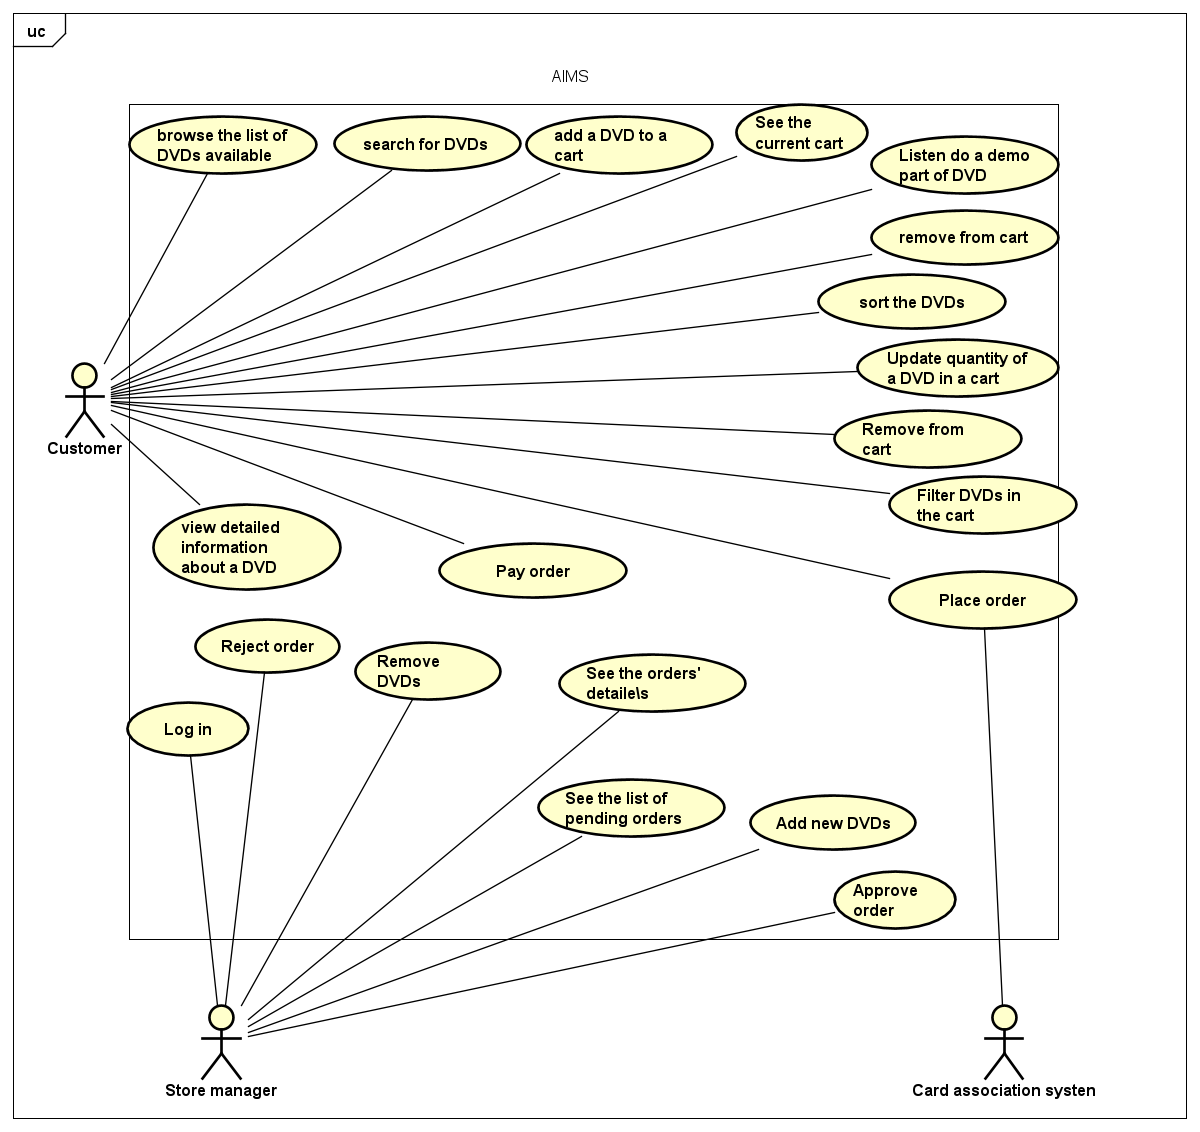 uc
AIMS
browse the list of
DVDs available
search for DVDs
add a DVD to a
cart
See the
current cart
Listen do a demo
part of DVD
remove from cart
sort the DVDs
Update quantity of
a DVD in a cart
Customer
Remove from
cart
Filter DVDs in
the cart
view detailed
information
about a DVD
Pay order
Place order
Reject order
Remove
DVDs
See the orders'
detaile\s
Log in
See the list of
pending orders
Add new DVDs
Approve
order
Store manager
Card association systen